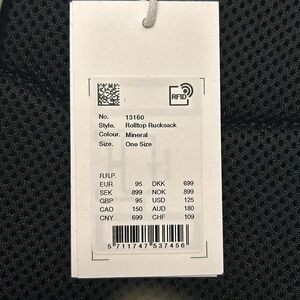 RFID
No. 13160
Style. Rolltop Rucksack
Colour. Mineral
Size. One Size
R.R.P.
EUR 95 DKK 699
SEK 899 NOK 899
GBP 95 USD 125
CAD 150 AUD 180
CNY 699 CHF 109
5 711747 537456